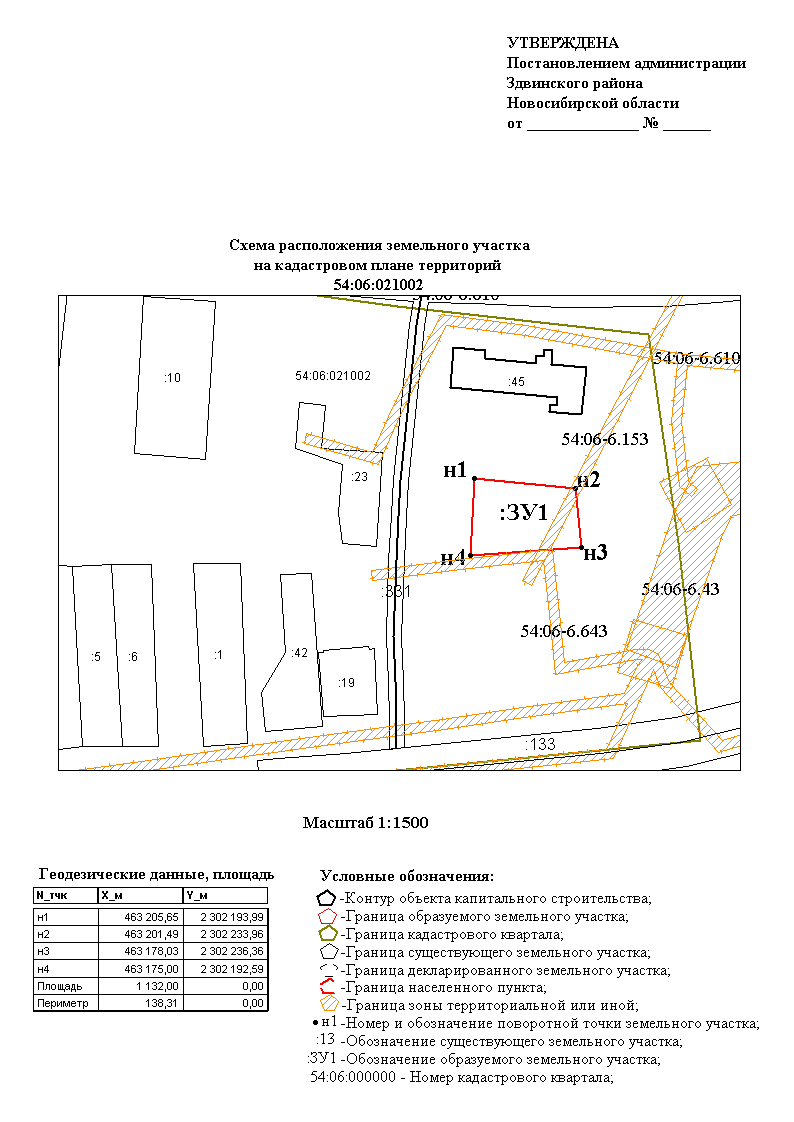 УТВЕРЖДЕНА
Постановлением администрации
Здвинского района
Новосибирской области
от ______________ № ______
Схема расположения земельного участка
на кадастровом плане территорий
54:06:021002
54:06-6.610
54:06-6.610
:10
54:06:021002
:45
54:06-6.153
н1
:23
н2
:ЗУ1
н4
н3
:331
54:06-6.43
54:06-6.643
:5
:6
:1
:42
:19
:133
Масштаб 1:1500
Геодезические данные, площадь
N_тчк X_м Y_м
н1 463 205,65 2 302 193,99
н2 463 201,49 2 302 233,96
н3 463 178,03 2 302 236,36
н4 463 175,00 2 302 192,59
Площадь 1 132,00 0,00
Периметр 138,31 0,00
Условные обозначения:
-Контур объекта капитального строительства;
-Граница образуемого земельного участка;
-Граница кадастрового квартала;
-Граница существующего земельного участка;
-Граница декларированного земельного участка;
-Граница населенного пункта;
-Граница зоны территориальной или иной;
н1 -Номер и обозначение поворотной точки земельного участка;
:13 -Обозначение существующего земельного участка;
:ЗУ1 -Обозначение образуемого земельного участка;
54:06:000000 - Номер кадастрового квартала;